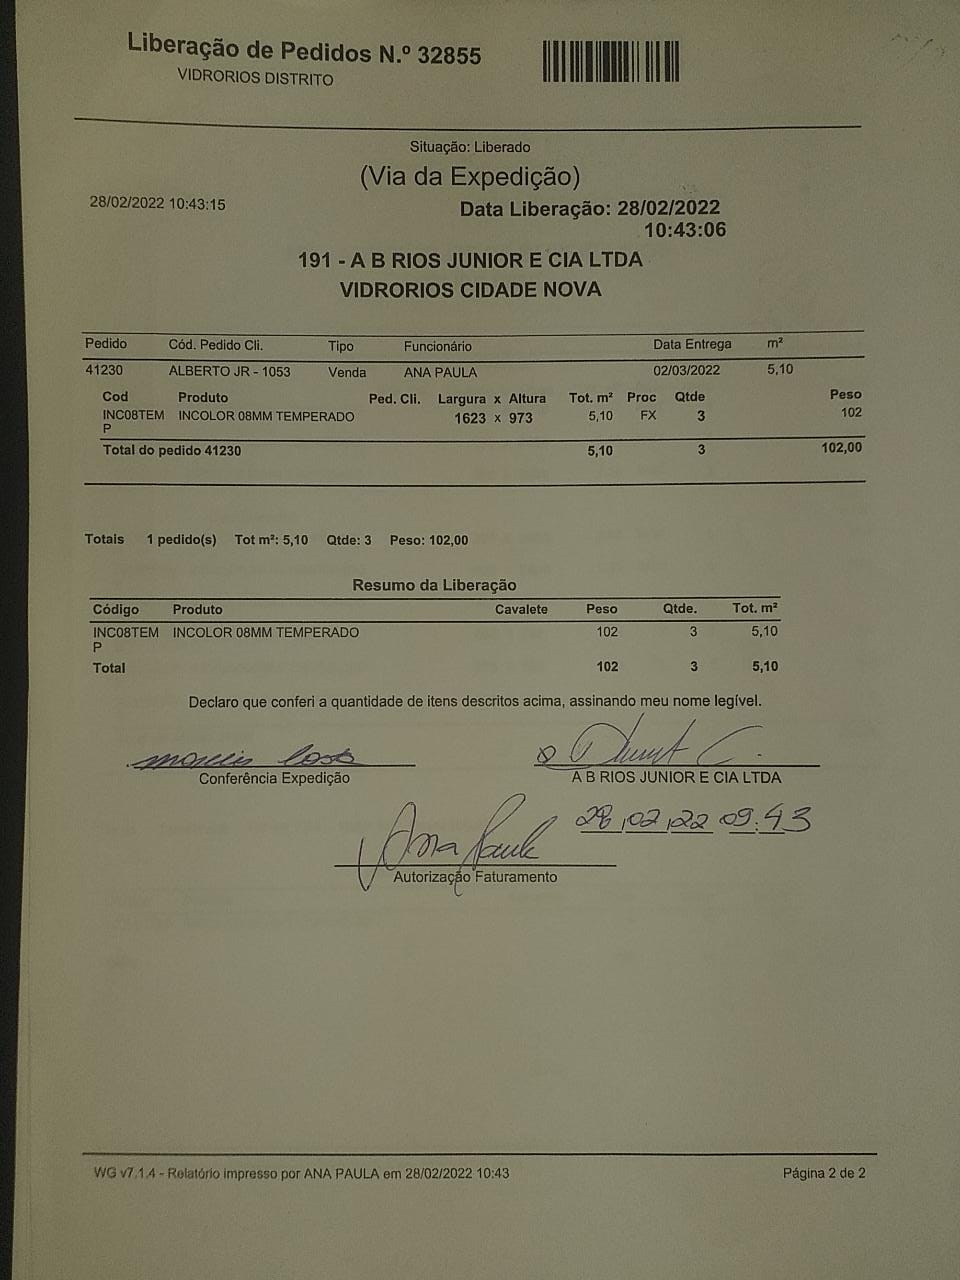 Liberação de Pedidos N.º 32855
VIDRORIOS DISTRITO
Situação: Liberado
(Via da Expedição)
28/02/2022 10:43:15
Data Liberação: 28/02/2022
10:43:06
191 - A B RIOS JUNIOR E CIA LTDA
VIDRORIOS CIDADE NOVA
Pedido Cód. Pedido Cli. Tipo Funcionário Data Entrega m²
41230 ALBERTO JR - 1053 Venda ANA PAULA 02/03/2022 5,10
Cod Produto Ped. Cli. Largura x Altura Tot. m² Proc Qtde Peso
INC08TEM INCOLOR 08MM TEMPERADO 1623 x 973 5,10 FX 3 102
P
Total do pedido 41230 5,10 3 102,00
Totais 1 pedido(s) Tot m²: 5,10 Qtde: 3 Peso: 102,00
Resumo da Liberação
Código Produto Cavalete Peso Qtde. Tot. m²
INC08TEM INCOLOR 08MM TEMPERADO 102 3 5,10
P
Total 102 3 5,10
Declaro que conferi a quantidade de itens descritos acima, assinando meu nome legível.
Conferência Expedição
A B RIOS JUNIOR E CIA LTDA
28/02/22 09:43
Ana Paula
Autorização Faturamento
WG v7.1.4 - Relatório impresso por ANA PAULA em 28/02/2022 10:43 Página 2 de 2